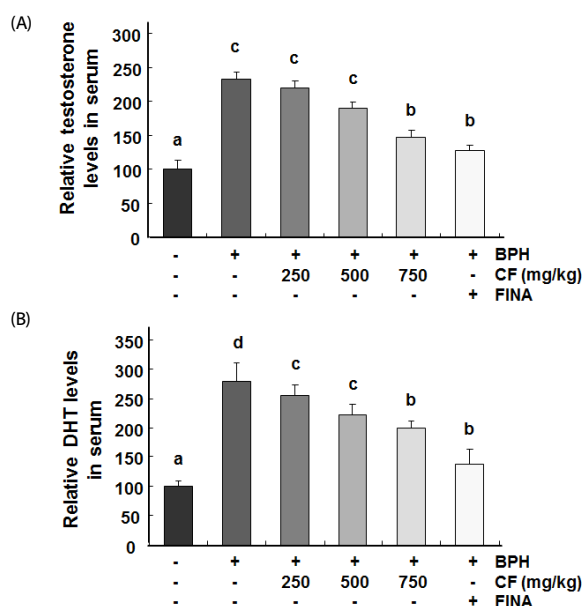 (A)
Relative testosterone
levels in serum
300
250
200
150
100
50
0
a c c c b b
- + + + + + BPH
- - 250 500 750 - CF (mg/kg)
- - - - - + FINA
(B)
Relative DHT levels
in serum
350
300
250
200
150
100
50
0
a d c c b b
- + + + + + BPH
- - 250 500 750 - CF (mg/kg)
- - - - - + FINA